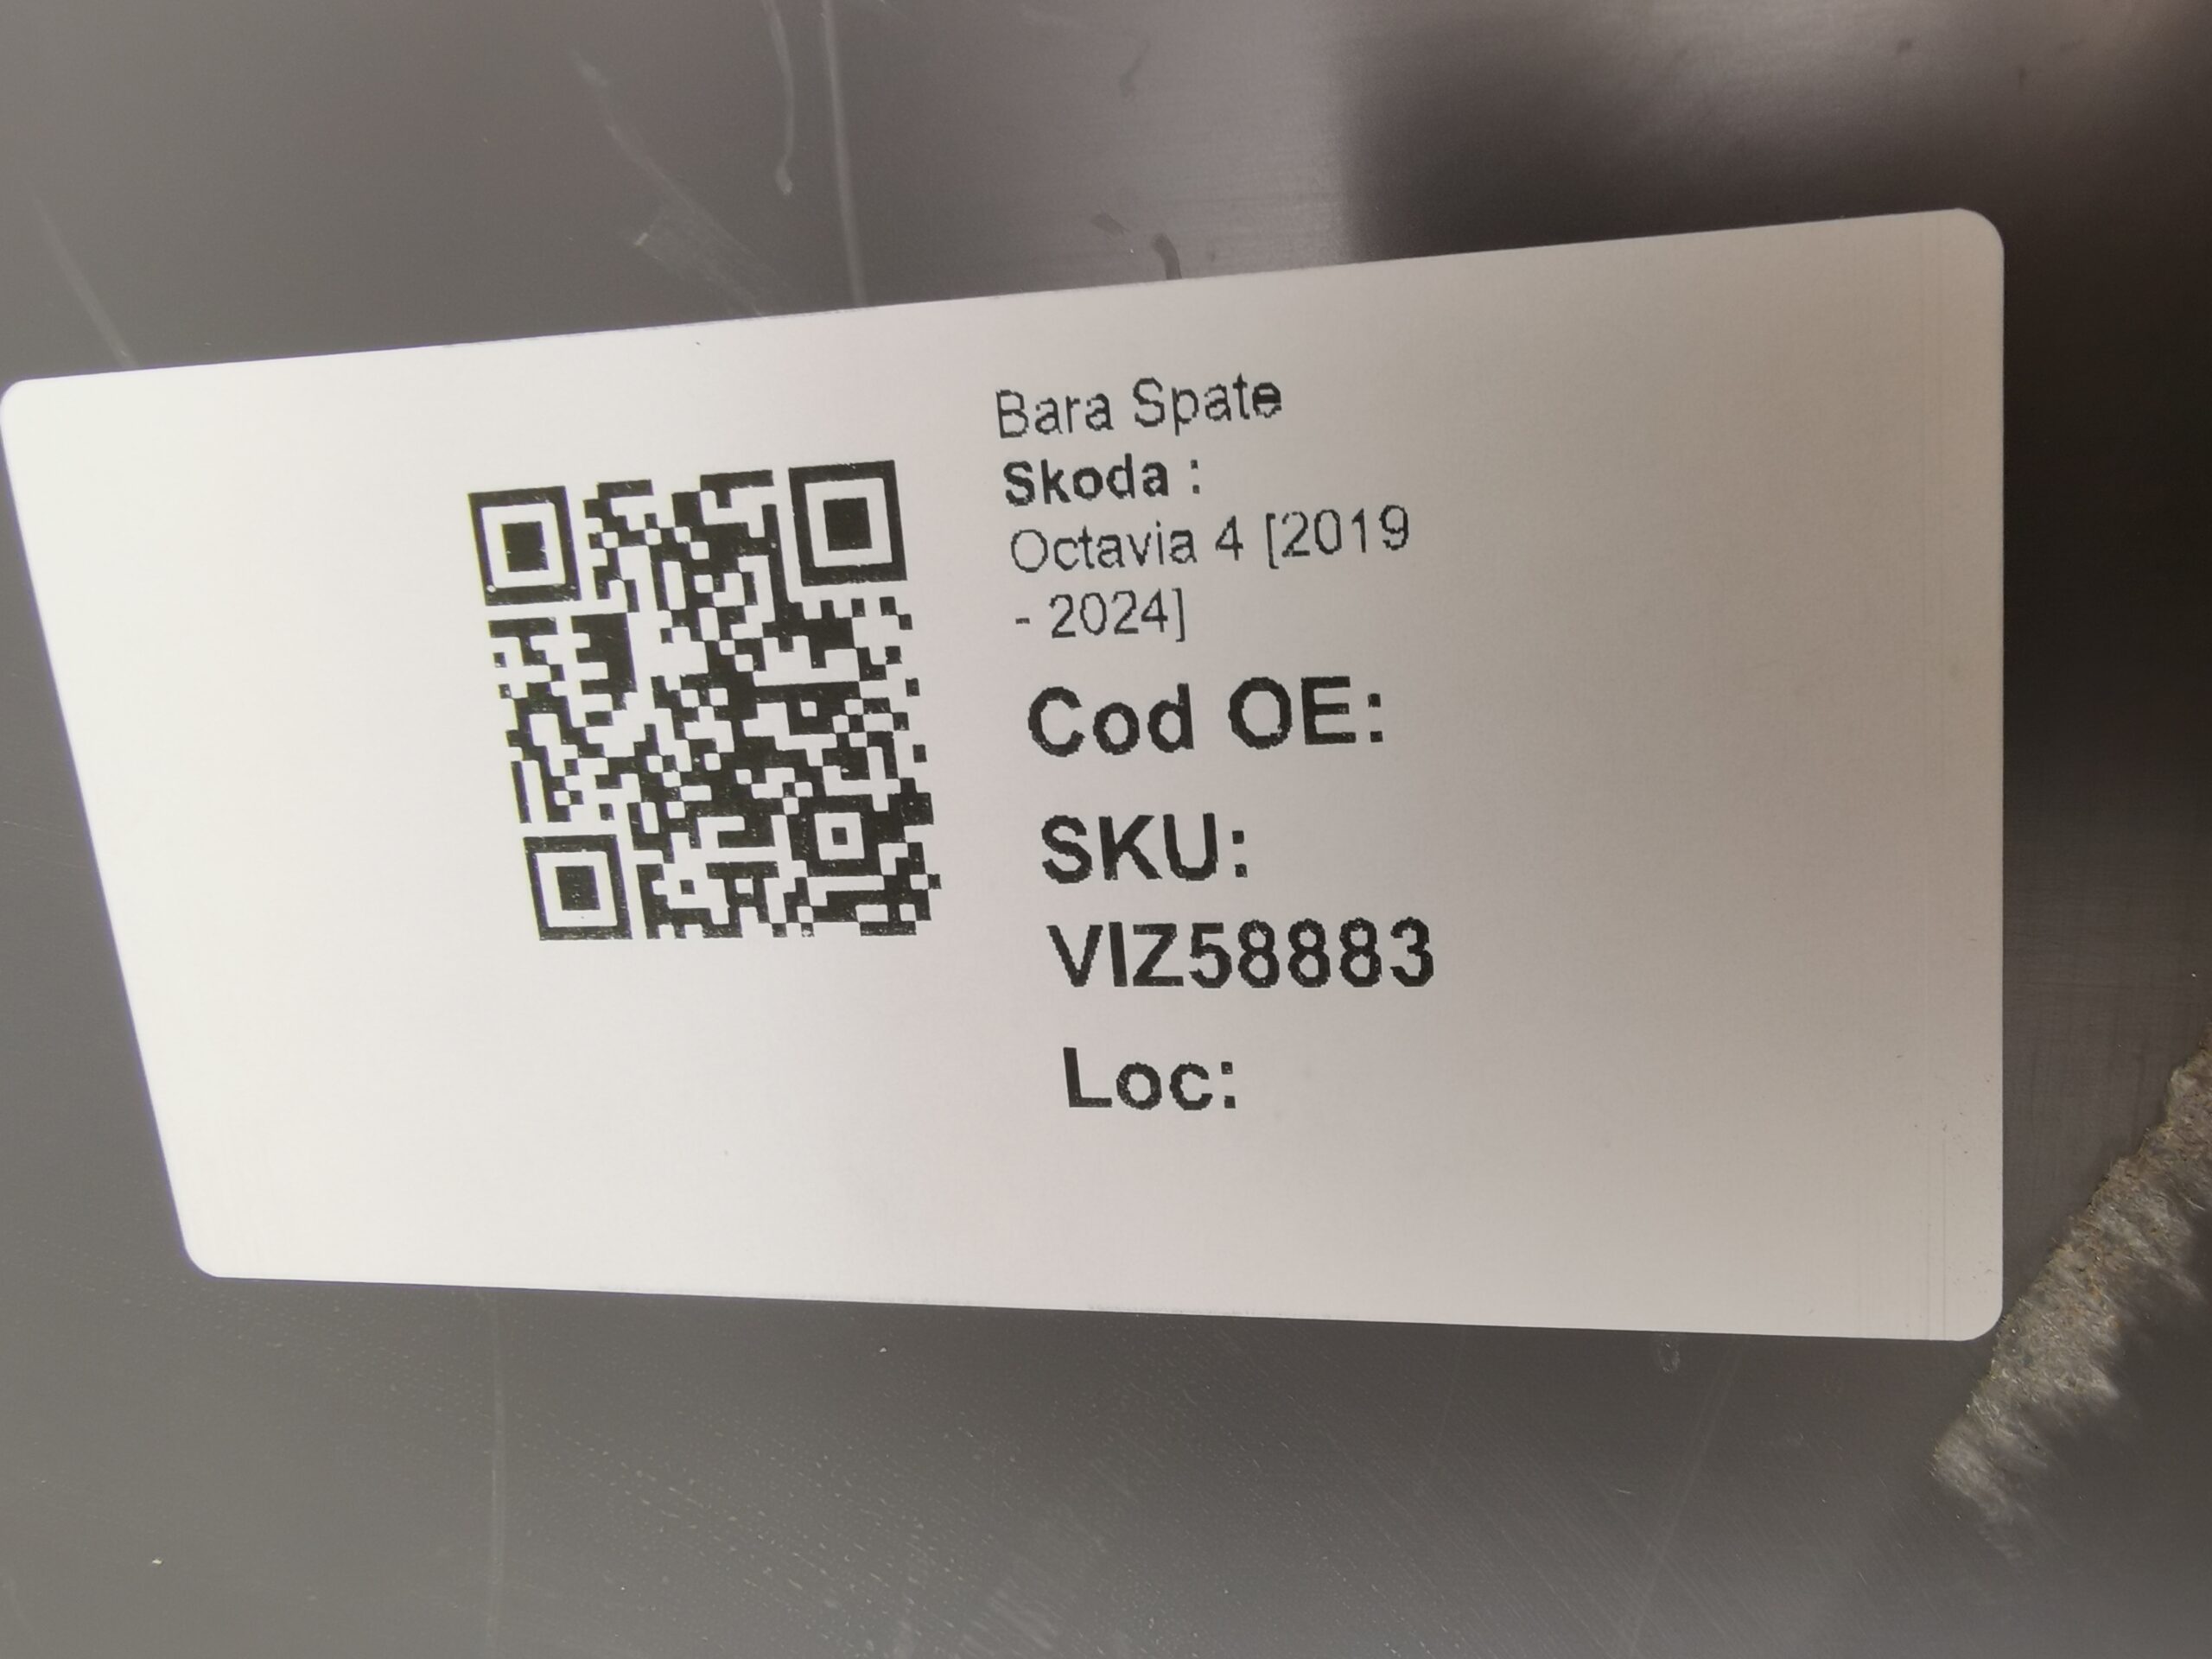 Bara Spate
Skoda :
Octavia 4 [2019
- 2024]
Cod OE:
SKU:
VIZ58883
Loc: